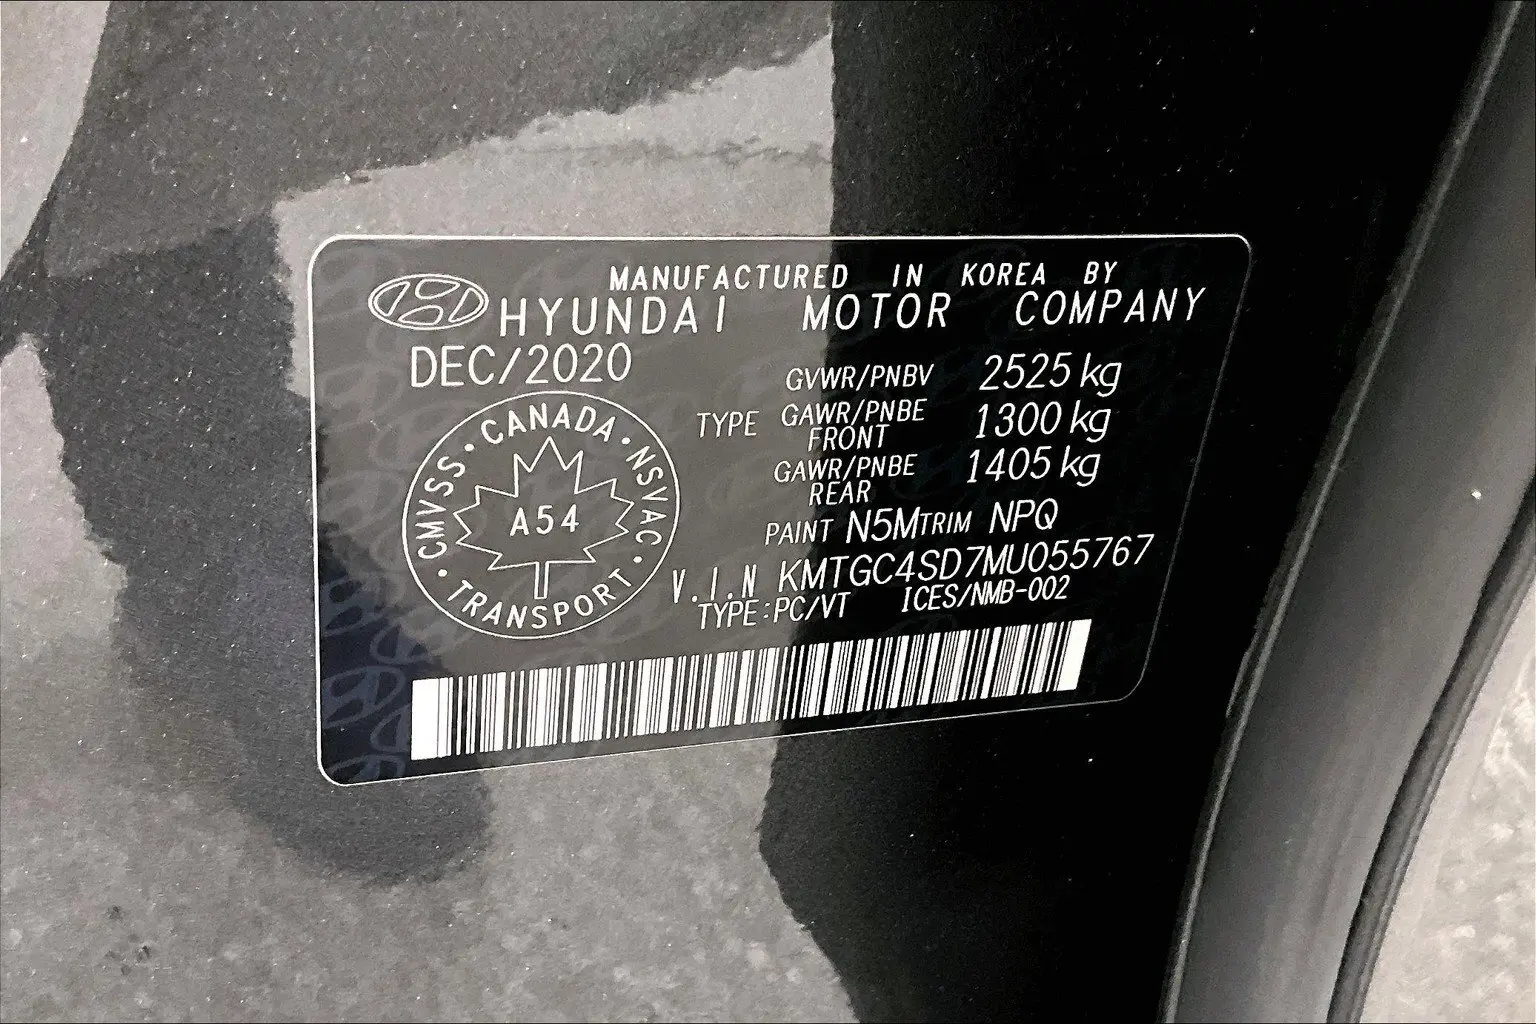 MANUFACTURED IN KOREA BY
HYUNDAI MOTOR COMPANY
DEC/2020
GVWR/PNBV 2525 kg
TYPE GAWR/PNBE FRONT 1300 kg
GAWR/PNBE REAR 1405 kg
PAINT N5M TRIM NPQ
V.I.N KMTGC4SD7MU055767
TYPE:PC/VT ICES/NMB-002
CANADA · NSVAC · TRANSPORT · CMVSS ·
A54